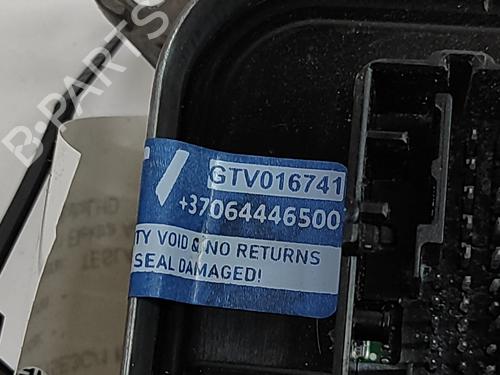 B-PARTS
GTV016741
+37064446500
TY VOID & NO RETURNS
SEAL DAMAGED!